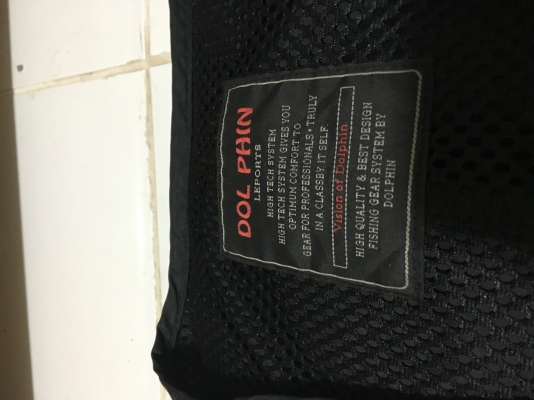 DOL PHIN
LEPORTS
HIGH TECH SYSTEM
HIGH TECH SYSTEM GIVES YOU
OPTIMUM COMFORT TO
GEAR FOR PROFESSIONALS • TRULY
IN A CLASSBY IT SELF.
Vision of Dolphin
HIGH QUALITY & BEST DESIGN
FISHING GEAR SYSTEM BY
DOLPHIN